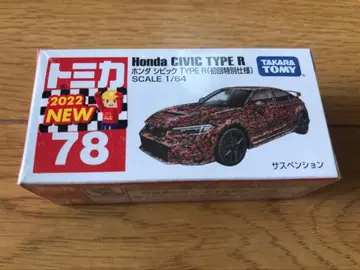 トミカ
2022
NEW
78
Honda CIVIC TYPE R
ホンダ シビック TYPE R(初回特別仕様)
SCALE 1/64
TAKARA
TOMY
サスペンション